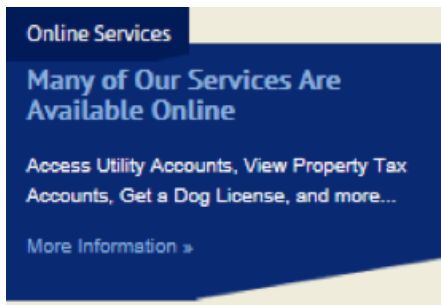 Online Services
Many of Our Services Are
Available Online
Access Utility Accounts, View Property Tax
Accounts, Get a Dog License, and more...
More Information »